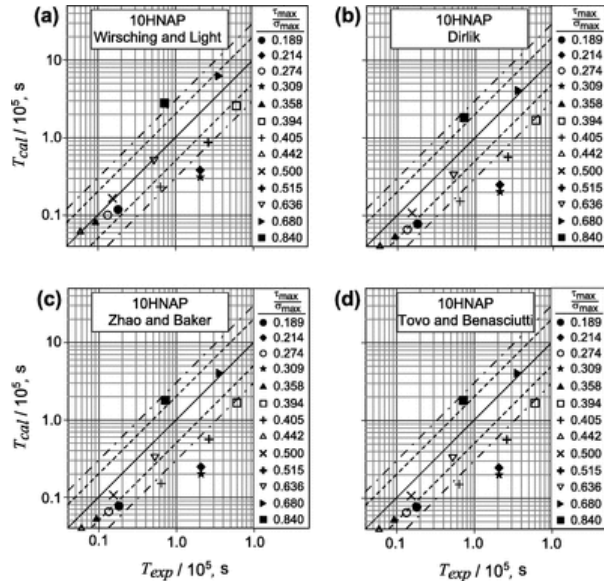 (a)
10HNAP
Wirsching and Light
τmax
σmax
0.189
0.214
0.274
0.309
0.358
0.394
0.405
0.442
0.500
0.515
0.636
0.680
0.840
10
1.0
0.1
Tcal / 10⁵, s
(b)
10HNAP
Dirlik
τmax
σmax
0.189
0.214
0.274
0.309
0.358
0.394
0.405
0.442
0.500
0.515
0.636
0.680
0.840
(c)
10HNAP
Zhao and Baker
τmax
σmax
0.189
0.214
0.274
0.309
0.358
0.394
0.405
0.442
0.500
0.515
0.636
0.680
0.840
10
1.0
0.1
Tcal / 10⁵, s
0.1 1.0 10
Texp / 10⁵, s
(d)
10HNAP
Tovo and Benasciutti
τmax
σmax
0.189
0.214
0.274
0.309
0.358
0.394
0.405
0.442
0.500
0.515
0.636
0.680
0.840
0.1 1.0 10
Texp / 10⁵, s